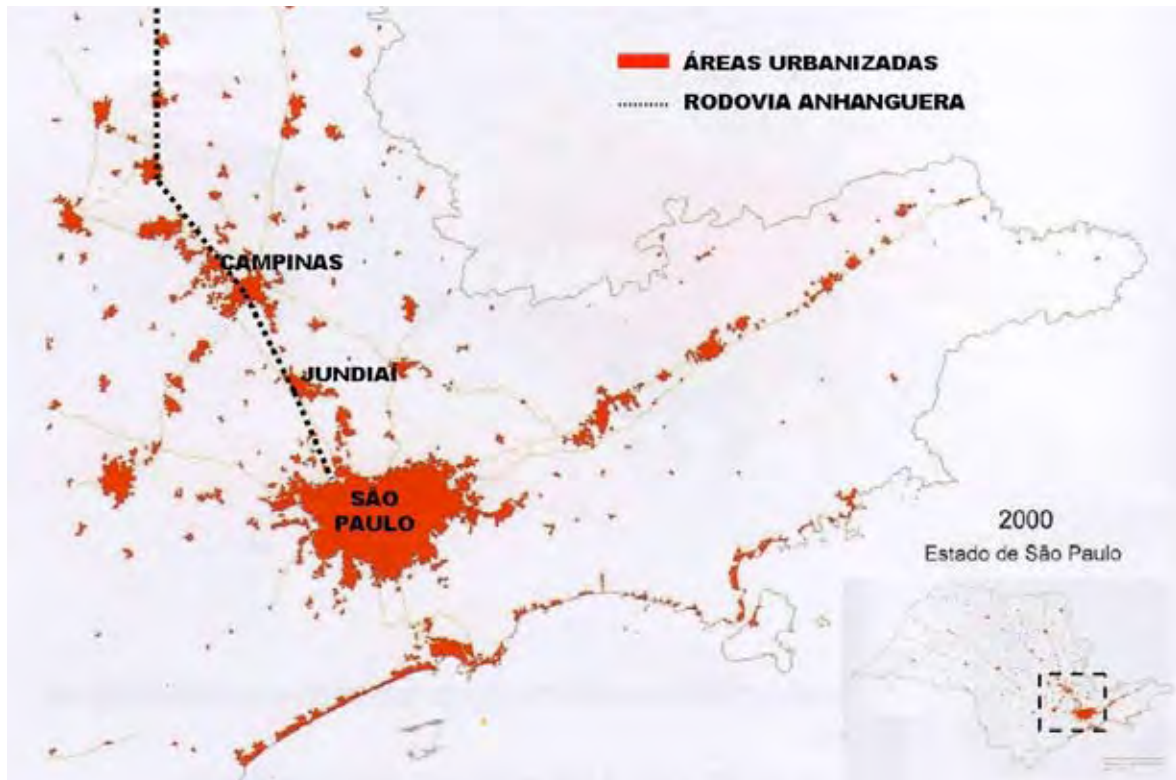 ÁREAS URBANIZADAS
RODOVIA ANHANGUERA
CAMPINAS
JUNDIAÍ
SÃO
PAULO
2000
Estado de São Paulo